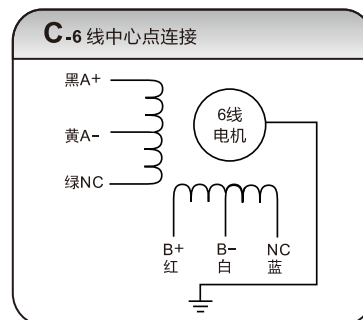 C-6 线中心点连接
黑A+
黄A-
绿NC
6线
电机
B+ B- NC
红 白 蓝